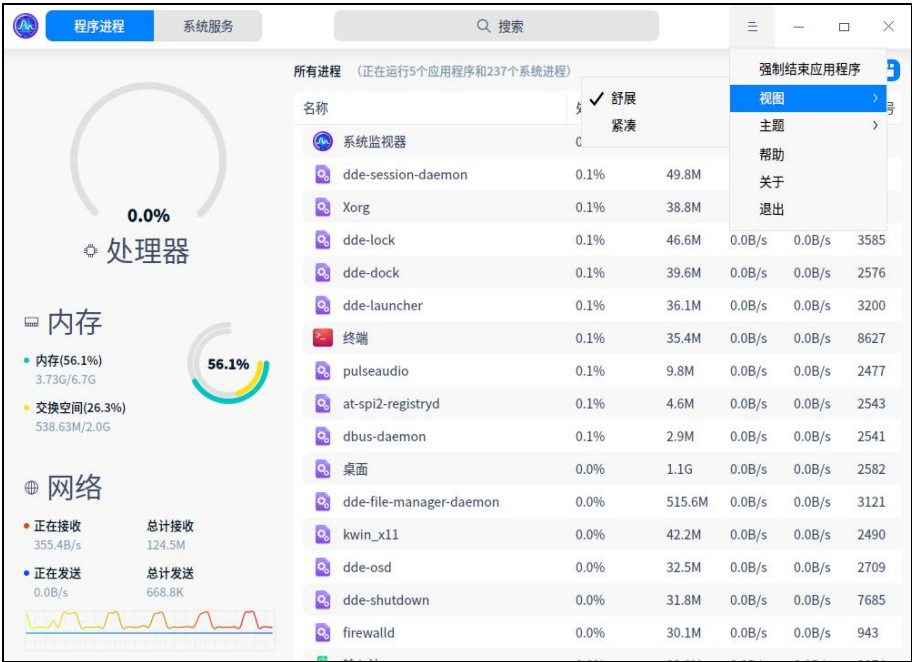 程序进程 系统服务 搜索
强制结束应用程序
视图
主题
帮助
关于
退出
舒展
紧凑
0.0%
处理器
内存
内存(56.1%)
3.73G/6.7G
交换空间(26.3%)
538.63M/2.0G
56.1%
网络
正在接收 总计接收
355.4B/s 124.5M
正在发送 总计发送
0.0B/s 668.8K
所有进程 （正在运行5个应用程序和237个系统进程）
名称
系统监视器
dde-session-daemon 0.1% 49.8M
Xorg 0.1% 38.8M
dde-lock 0.1% 46.6M 0.0B/s 0.0B/s 3585
dde-dock 0.1% 39.6M 0.0B/s 0.0B/s 2576
dde-launcher 0.1% 36.1M 0.0B/s 0.0B/s 3200
终端 0.1% 35.4M 0.0B/s 0.0B/s 8627
pulseaudio 0.1% 9.8M 0.0B/s 0.0B/s 2477
at-spi2-registryd 0.1% 4.6M 0.0B/s 0.0B/s 2543
dbus-daemon 0.1% 2.9M 0.0B/s 0.0B/s 2541
桌面 0.0% 1.1G 0.0B/s 0.0B/s 2582
dde-file-manager-daemon 0.0% 515.6M 0.0B/s 0.0B/s 3121
kwin_x11 0.0% 42.2M 0.0B/s 0.0B/s 2490
dde-osd 0.0% 32.5M 0.0B/s 0.0B/s 2709
dde-shutdown 0.0% 31.8M 0.0B/s 0.0B/s 7685
firewalld 0.0% 30.1M 0.0B/s 0.0B/s 943